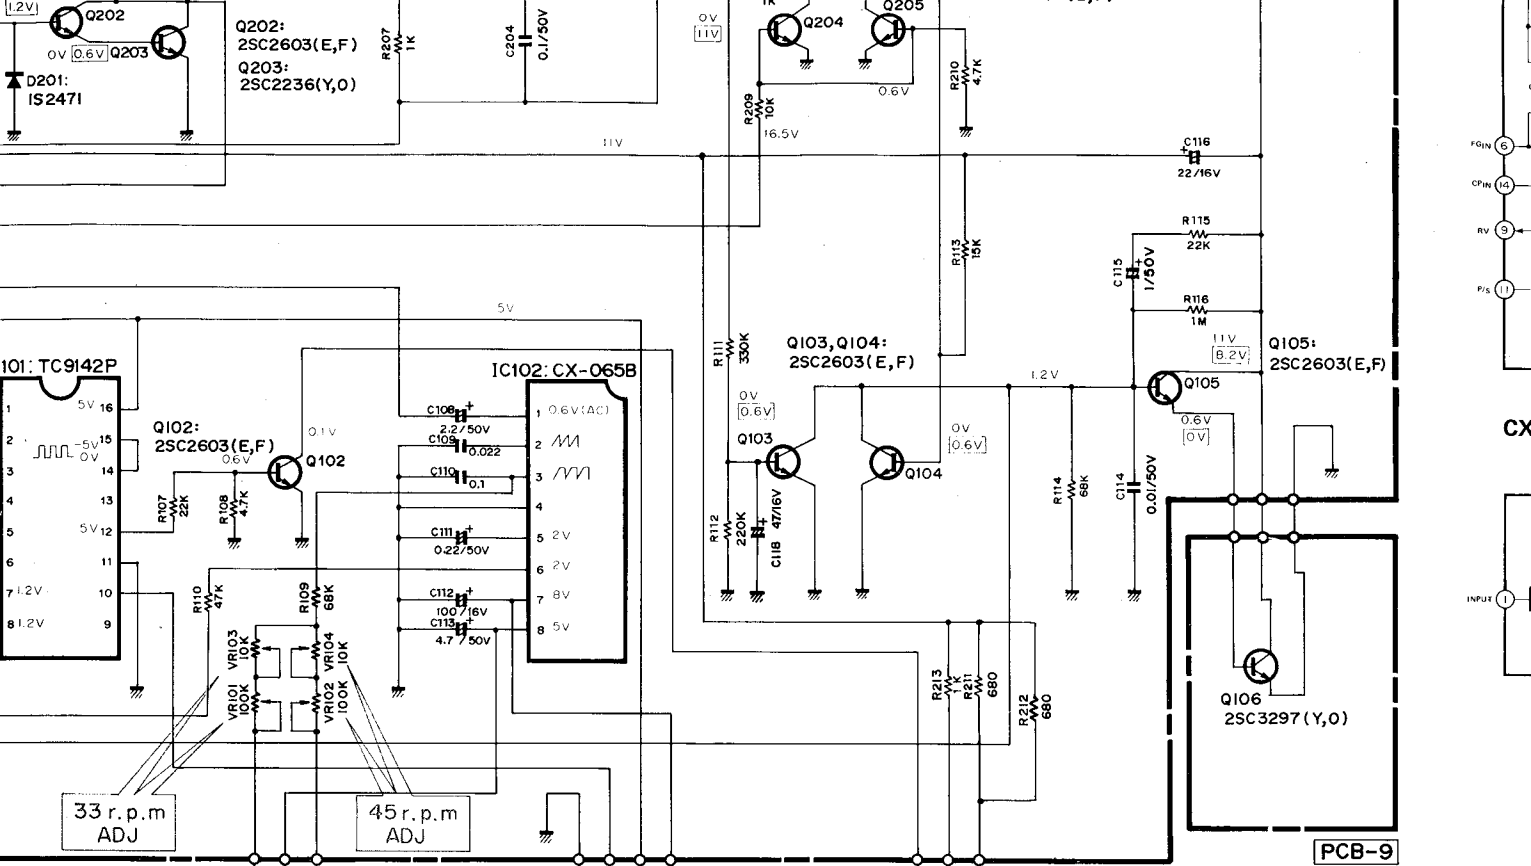 1.2V
Q202
0V 0.6V Q203
D201:
IS2471
Q202:
2SC2603(E,F)
Q203:
2SC2236(Y,O)
R207
1K
C204
0.1/50V
0V
11V
1K
Q204
Q205
R209
10K
16.5V
0.6V
R210
4.7K
11V
C116
+
22/16V
R113
15K
R115
22K
C115
+
1/50V
R116
1M
FGIN 6
CPIN 14
RV 9
P/S 11
5V
R111
330K
Q103,Q104:
2SC2603(E,F)
11V
8.2V
Q105:
2SC2603(E,F)
Q105
0.6V
0V
1.2V
101: TC9142P
1
2
3
4
5
6
7 1.2V
8 1.2V
5V 16
-5V 15
0V
14
13
5V 12
11
10
9
Q102:
2SC2603(E,F)
0.6V
0.1V
Q102
R107
22K
R108
4.7K
R110
47K
R109
68K
IC102: CX-065B
C108 +
2.2/50V
C109
0.022
C110
0.1
C111 +
0.22/50V
C112 +
100/16V
C113 +
4.7/50V
1 0.6V(AC)
2
3
4
5 2V
6 2V
7 8V
8 5V
0V
0.6V
Q103
0V
0.6V
Q104
R112
220K
C118
+
47/16V
R114
68K
C114
0.01/50V
CX
INPUT 1
VR103
10K
VR104
10K
VR101
100K
VR102
100K
33 r.p.m
ADJ
45 r.p.m
ADJ
R213
1K
R211
680
R212
680
Q106
2SC3297(Y,O)
PCB-9